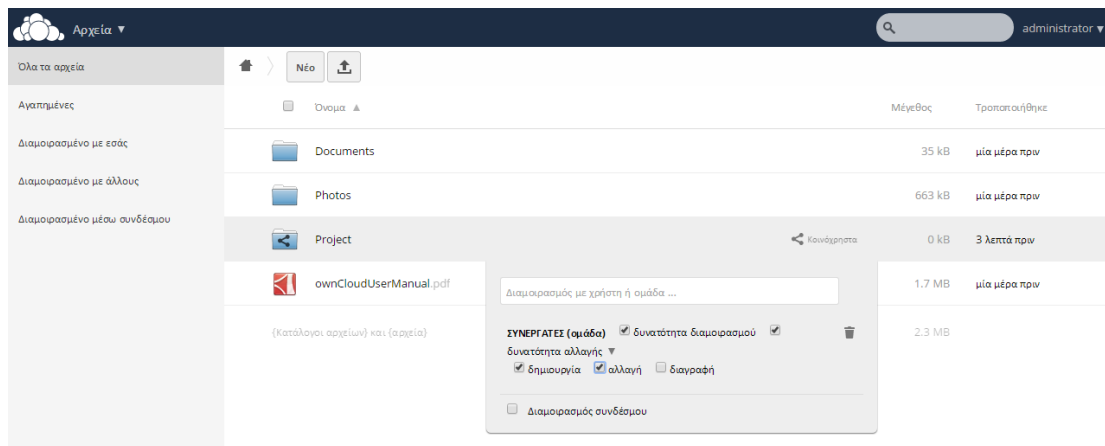 Αρχεία ▼
administrator ▼
Όλα τα αρχεία
Αγαπημένες
Διαμοιρασμένο με εσάς
Διαμοιρασμένο με άλλους
Διαμοιρασμένο μέσω συνδέσμου
Νέο
Όνομα ▲ Μέγεθος Τροποποιήθηκε
Documents 35 kB μία μέρα πριν
Photos 663 kB μία μέρα πριν
Project Κοινόχρηστα 0 kB 3 λεπτά πριν
ownCloudUserManual.pdf 1.7 MB μία μέρα πριν
{Κατάλογοι αρχείων} και {αρχεία} 2.3 MB
Διαμοιρασμός με χρήστη ή ομάδα ...
ΣΥΝΕΡΓΑΤΕΣ (ομάδα) δυνατότητα διαμοιρασμού
δυνατότητα αλλαγής ▼
δημιουργία αλλαγή διαγραφή
Διαμοιρασμός συνδέσμου